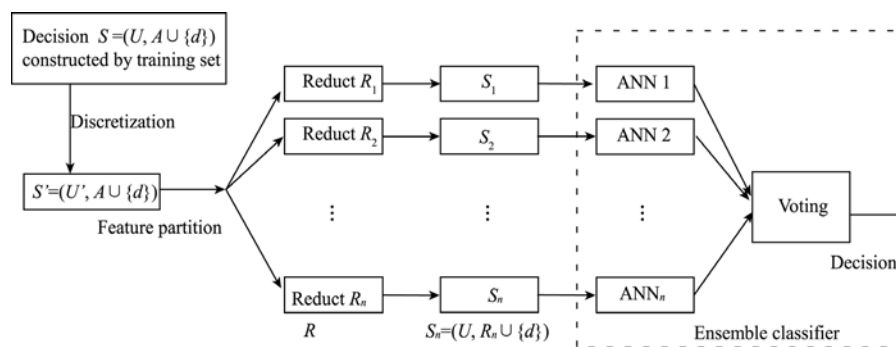 Decision S=(U, A∪{d})
constructed by training set
Discretization
S'=(U', A∪{d})
Feature partition
Reduct R₁
S₁
ANN 1
Reduct R₂
S₂
ANN 2
⋮
⋮
⋮
Voting
Decision
Reduct Rₙ
Sₙ
ANNₙ
R
Sₙ=(U, Rₙ∪{d})
Ensemble classifier